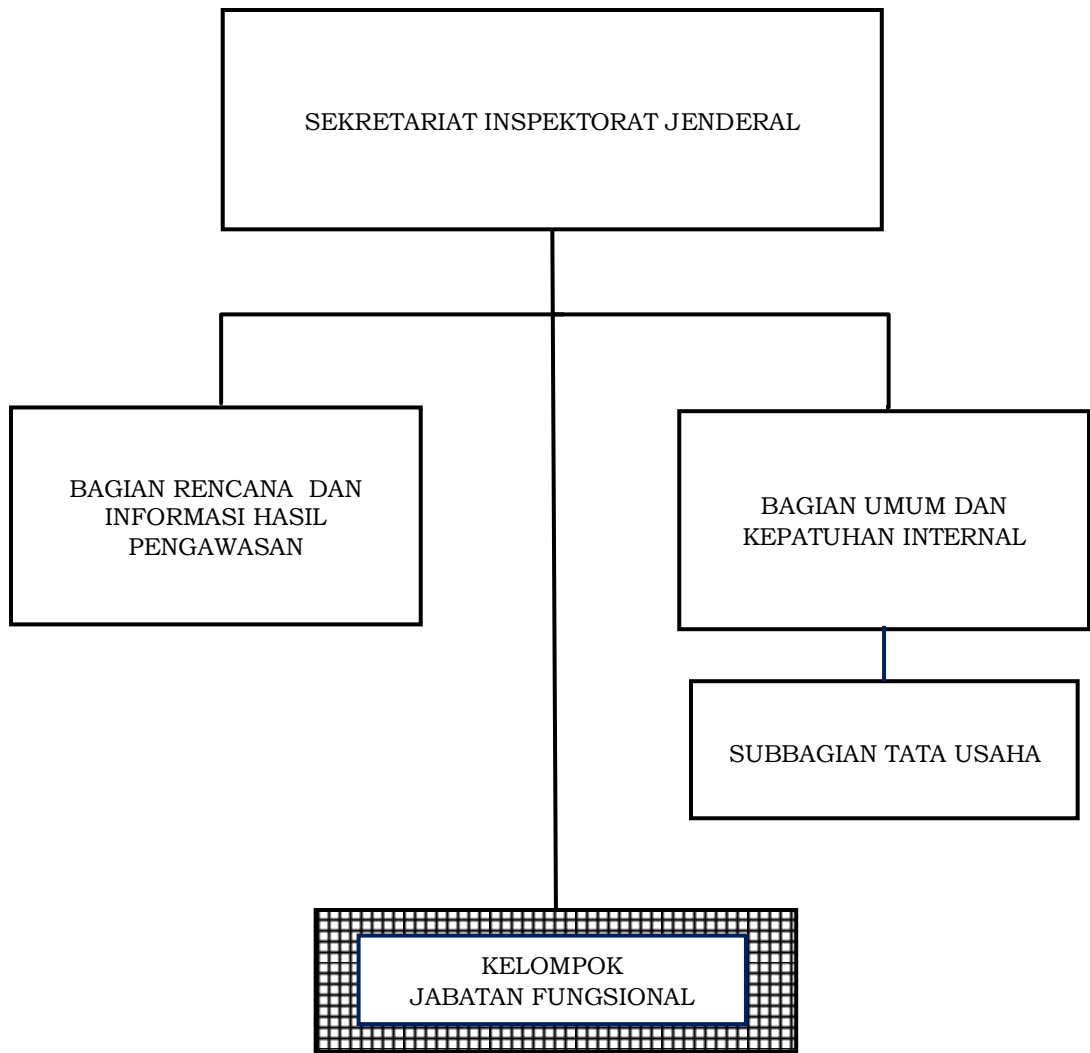 SEKRETARIAT INSPEKTORAT JENDERAL
BAGIAN RENCANA DAN
INFORMASI HASIL
PENGAWASAN
BAGIAN UMUM DAN
KEPATUHAN INTERNAL
SUBBAGIAN TATA USAHA
KELOMPOK
JABATAN FUNGSIONAL